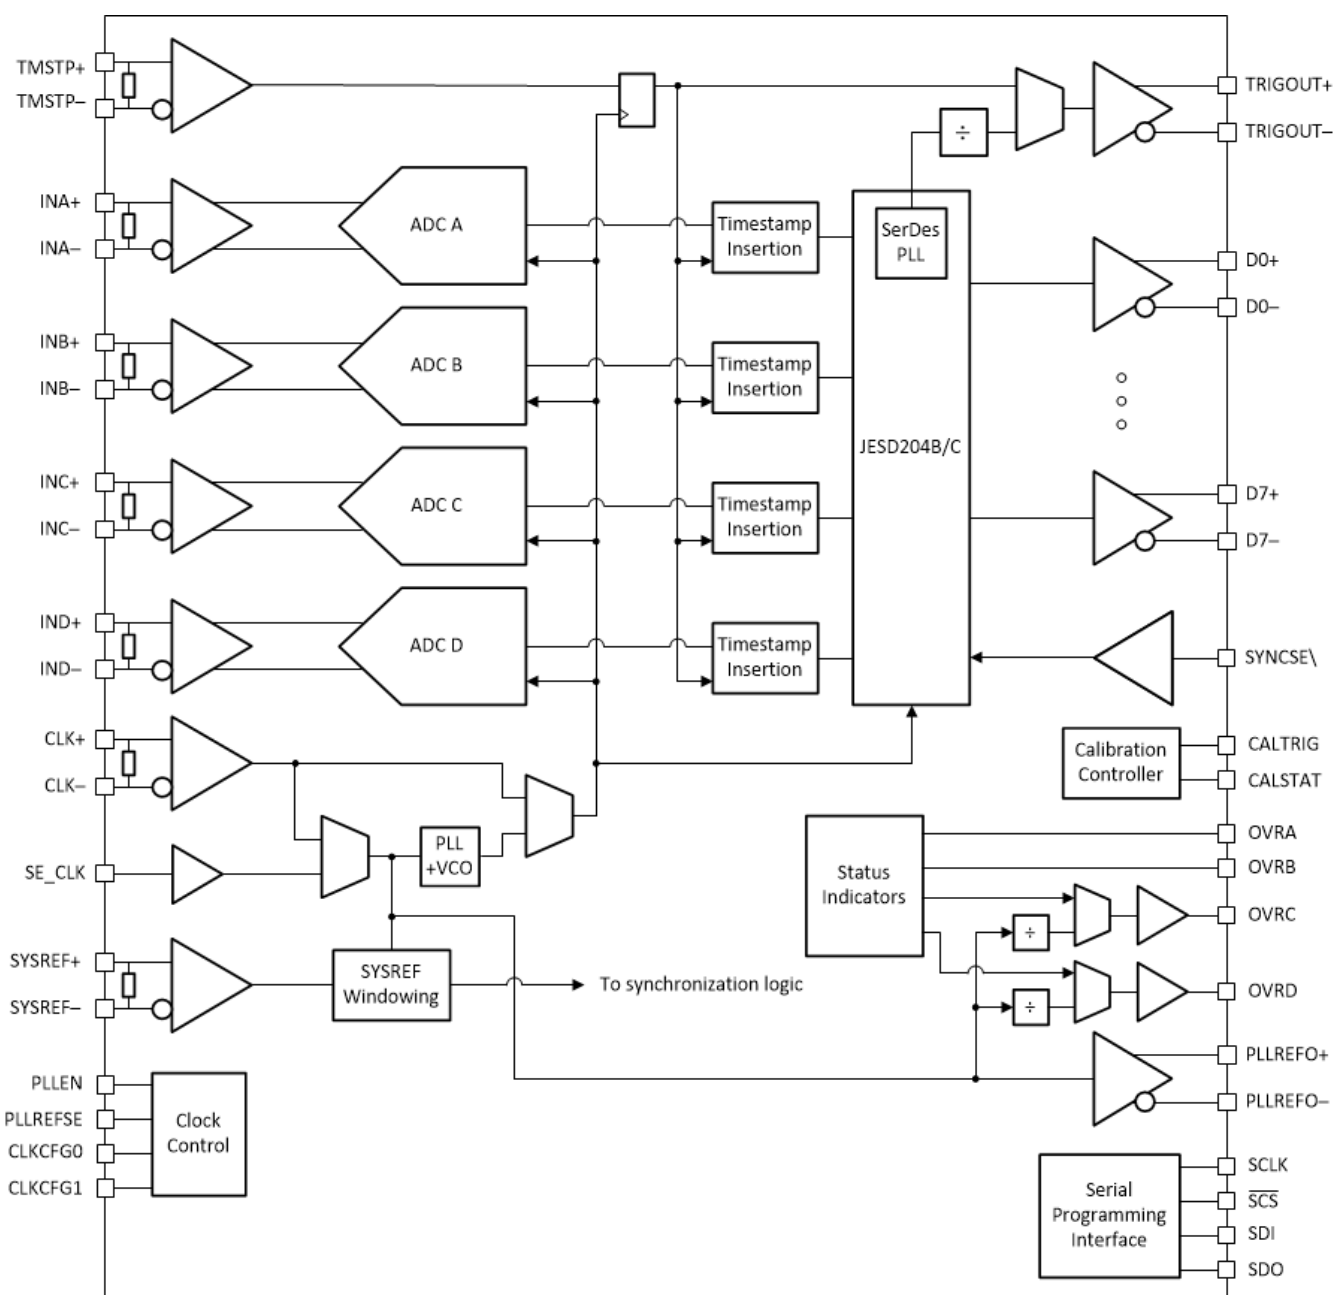 TMSTP+
TMSTP–
INA+
INA–
INB+
INB–
INC+
INC–
IND+
IND–
CLK+
CLK–
SE_CLK
SYSREF+
SYSREF–
PLLEN
PLLREFSE
CLKCFG0
CLKCFG1
ADC A
ADC B
ADC C
ADC D
PLL
+VCO
SYSREF
Windowing
To synchronization logic
Clock
Control
Timestamp
Insertion
Timestamp
Insertion
Timestamp
Insertion
Timestamp
Insertion
÷
SerDes
PLL
JESD204B/C
Calibration
Controller
Status
Indicators
÷
÷
Serial
Programming
Interface
TRIGOUT+
TRIGOUT–
D0+
D0–
D7+
D7–
SYNCSE\
CALTRIG
CALSTAT
OVRA
OVRB
OVRC
OVRD
PLLREFO+
PLLREFO–
SCLK
S̅C̅S̅
SDI
SDO